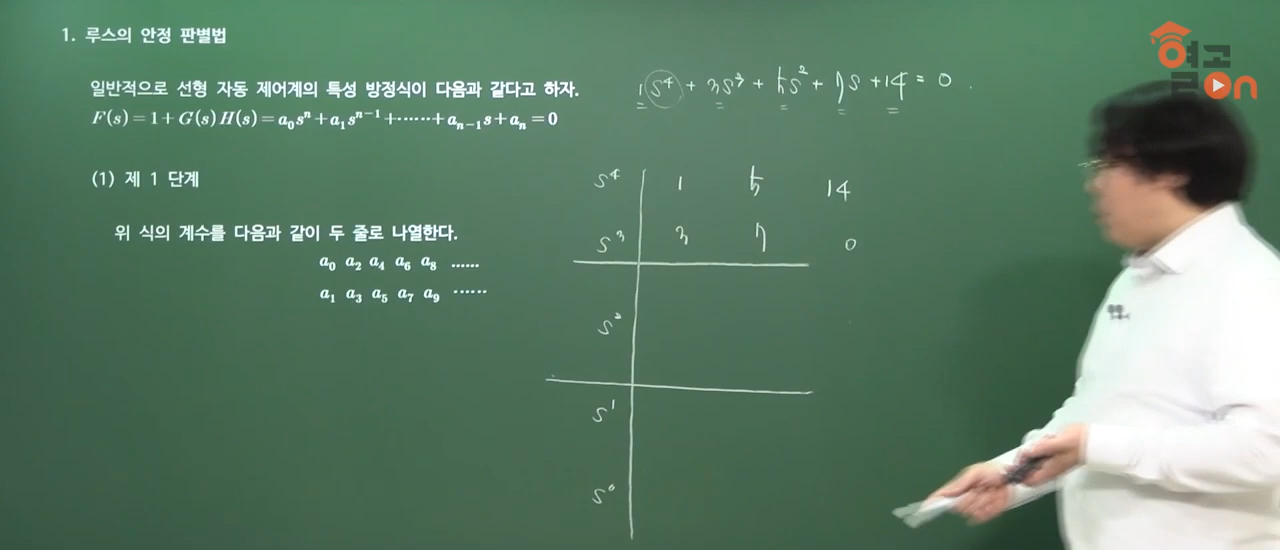 1. 루스의 안정 판별법
열고
On
일반적으로 선형 자동 제어계의 특성 방정식이 다음과 같다고 하자.
F(s)=1+G(s)H(s)=a₀sⁿ+a₁sⁿ⁻¹+⋯⋯+aₙ₋₁s+aₙ=0
1s⁴ + 3s³ + 5s² + 7s + 14 = 0
(1) 제 1 단계
위 식의 계수를 다음과 같이 두 줄로 나열한다.
a₀ a₂ a₄ a₆ a₈ ⋯⋯
a₁ a₃ a₅ a₇ a₉ ⋯⋯
s⁴ 1 5 14
s³ 3 7 0
s²
s¹
s⁰